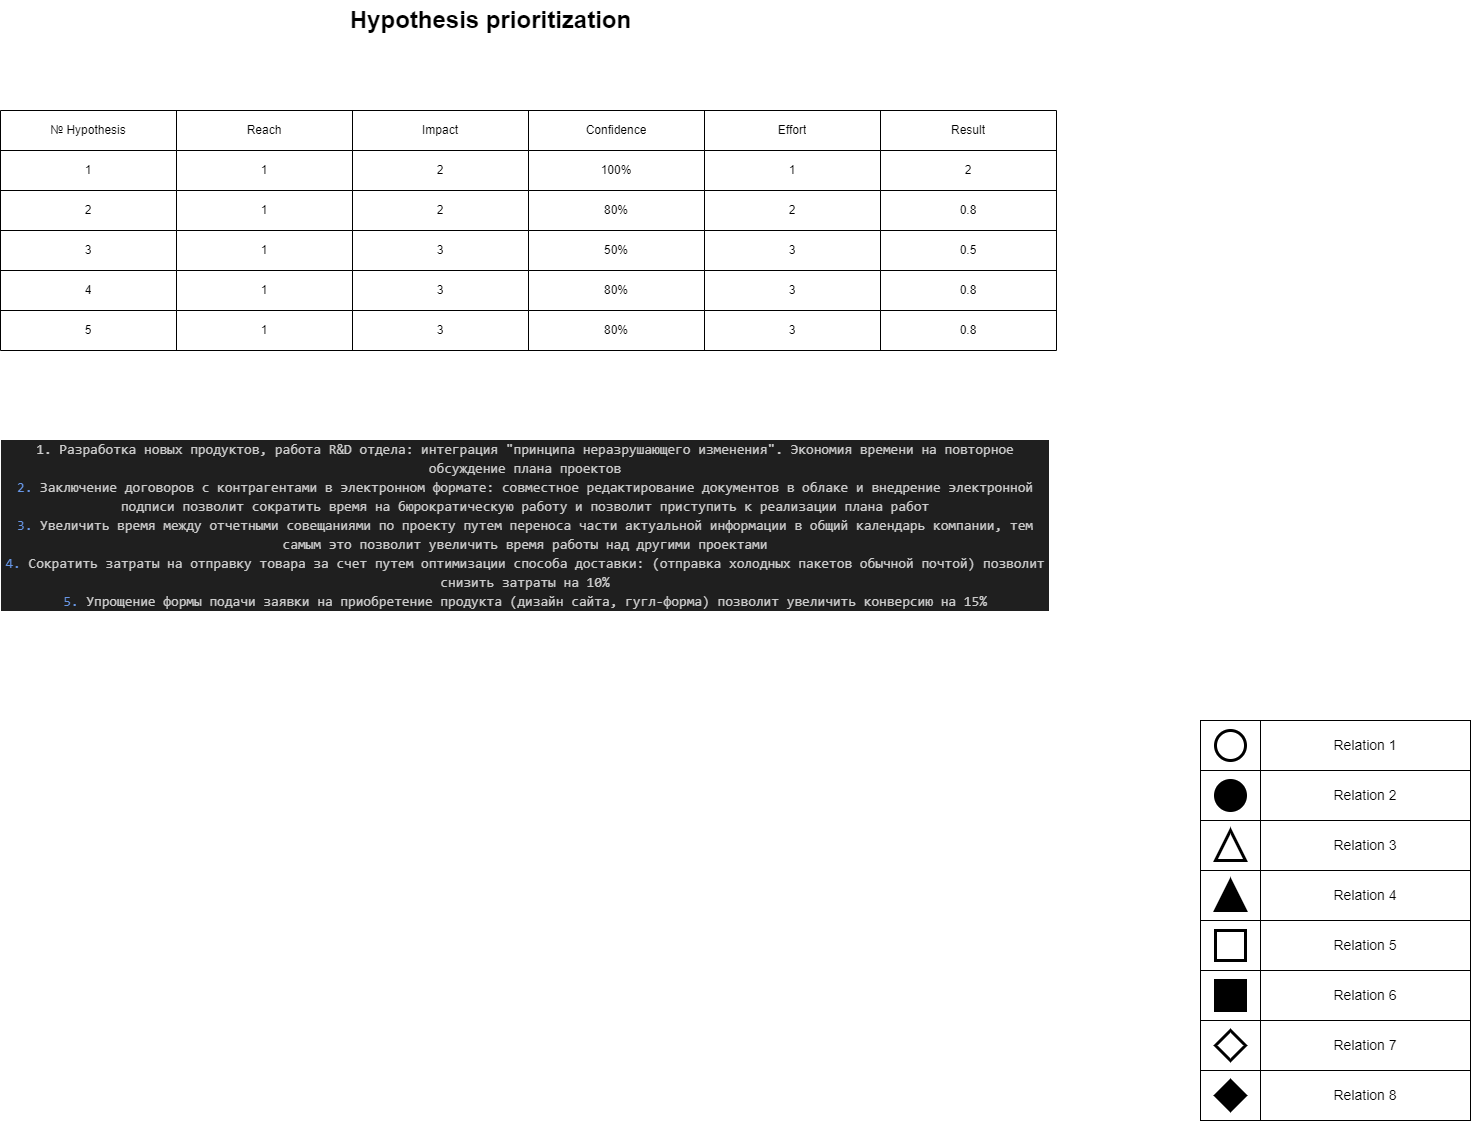 Hypothesis prioritization
№ Hypothesis Reach Impact Confidence Effort Result
1 1 2 100% 1 2
2 1 2 80% 2 0.8
3 1 3 50% 3 0.5
4 1 3 80% 3 0.8
5 1 3 80% 3 0.8
1. Разработка новых продуктов, работа R&D отдела: интеграция "принципа неразрушающего изменения". Экономия времени на повторное
обсуждение плана проектов
2. Заключение договоров с контрагентами в электронном формате: совместное редактирование документов в облаке и внедрение электронной
подписи позволит сократить время на бюрократическую работу и позволит приступить к реализации плана работ
3. Увеличить время между отчетными совещаниями по проекту путем переноса части актуальной информации в общий календарь компании, тем
самым это позволит увеличить время работы над другими проектами
4. Сократить затраты на отправку товара за счет путем оптимизации способа доставки: (отправка холодных пакетов обычной почтой) позволит
снизить затраты на 10%
5. Упрощение формы подачи заявки на приобретение продукта (дизайн сайта, гугл-форма) позволит увеличить конверсию на 15%
Relation 1
Relation 2
Relation 3
Relation 4
Relation 5
Relation 6
Relation 7
Relation 8